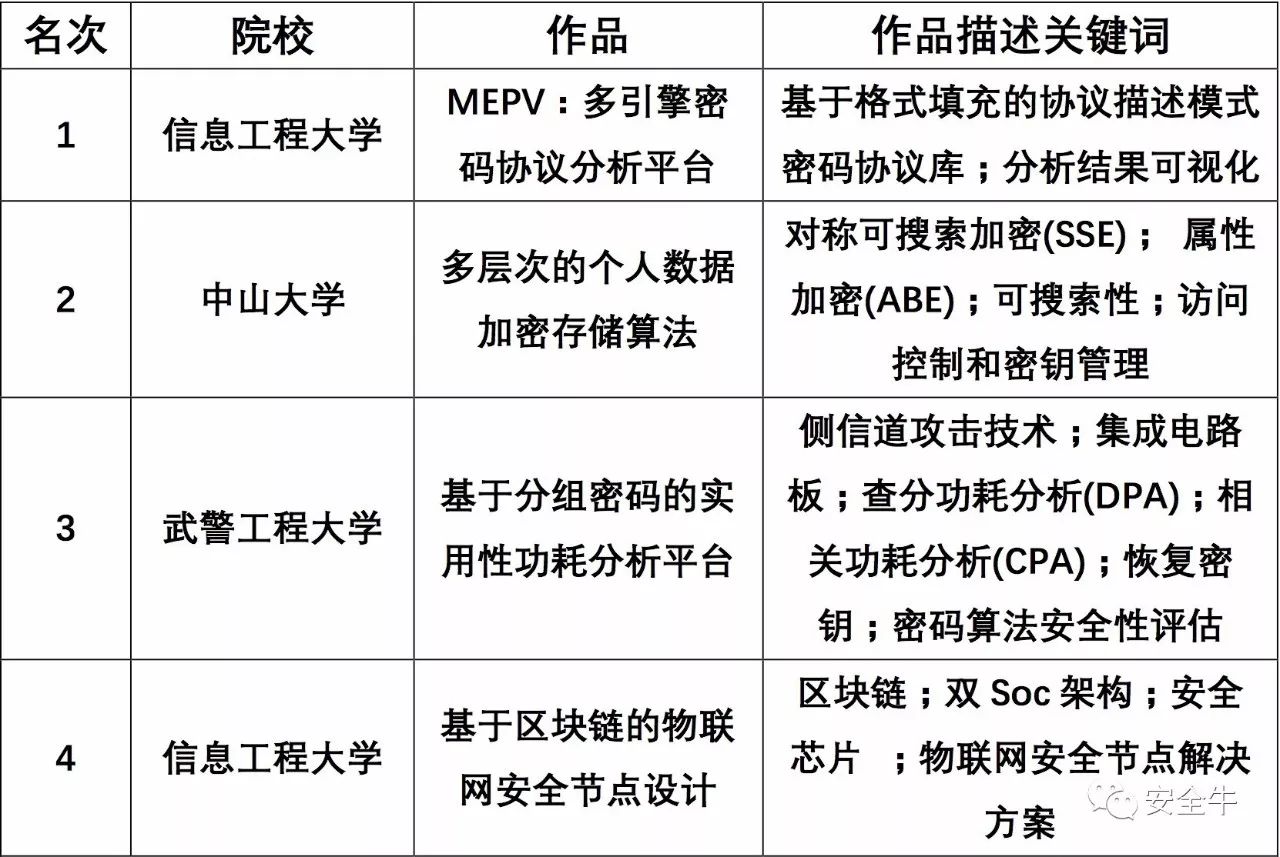 名次 院校 作品 作品描述关键词
1 信息工程大学 MEPV：多引擎密码协议分析平台 基于格式填充的协议描述模式密码协议库；分析结果可视化
2 中山大学 多层次的个人数据加密存储算法 对称可搜索加密(SSE)； 属性加密(ABE)；可搜索性；访问控制和密钥管理
3 武警工程大学 基于分组密码的实用性功耗分析平台 侧信道攻击技术；集成电路板；查分功耗分析(DPA)；相关功耗分析(CPA)；恢复密钥；密码算法安全性评估
4 信息工程大学 基于区块链的物联网安全节点设计 区块链；双 Soc 架构；安全芯片 ；物联网安全节点解决方案
安全牛